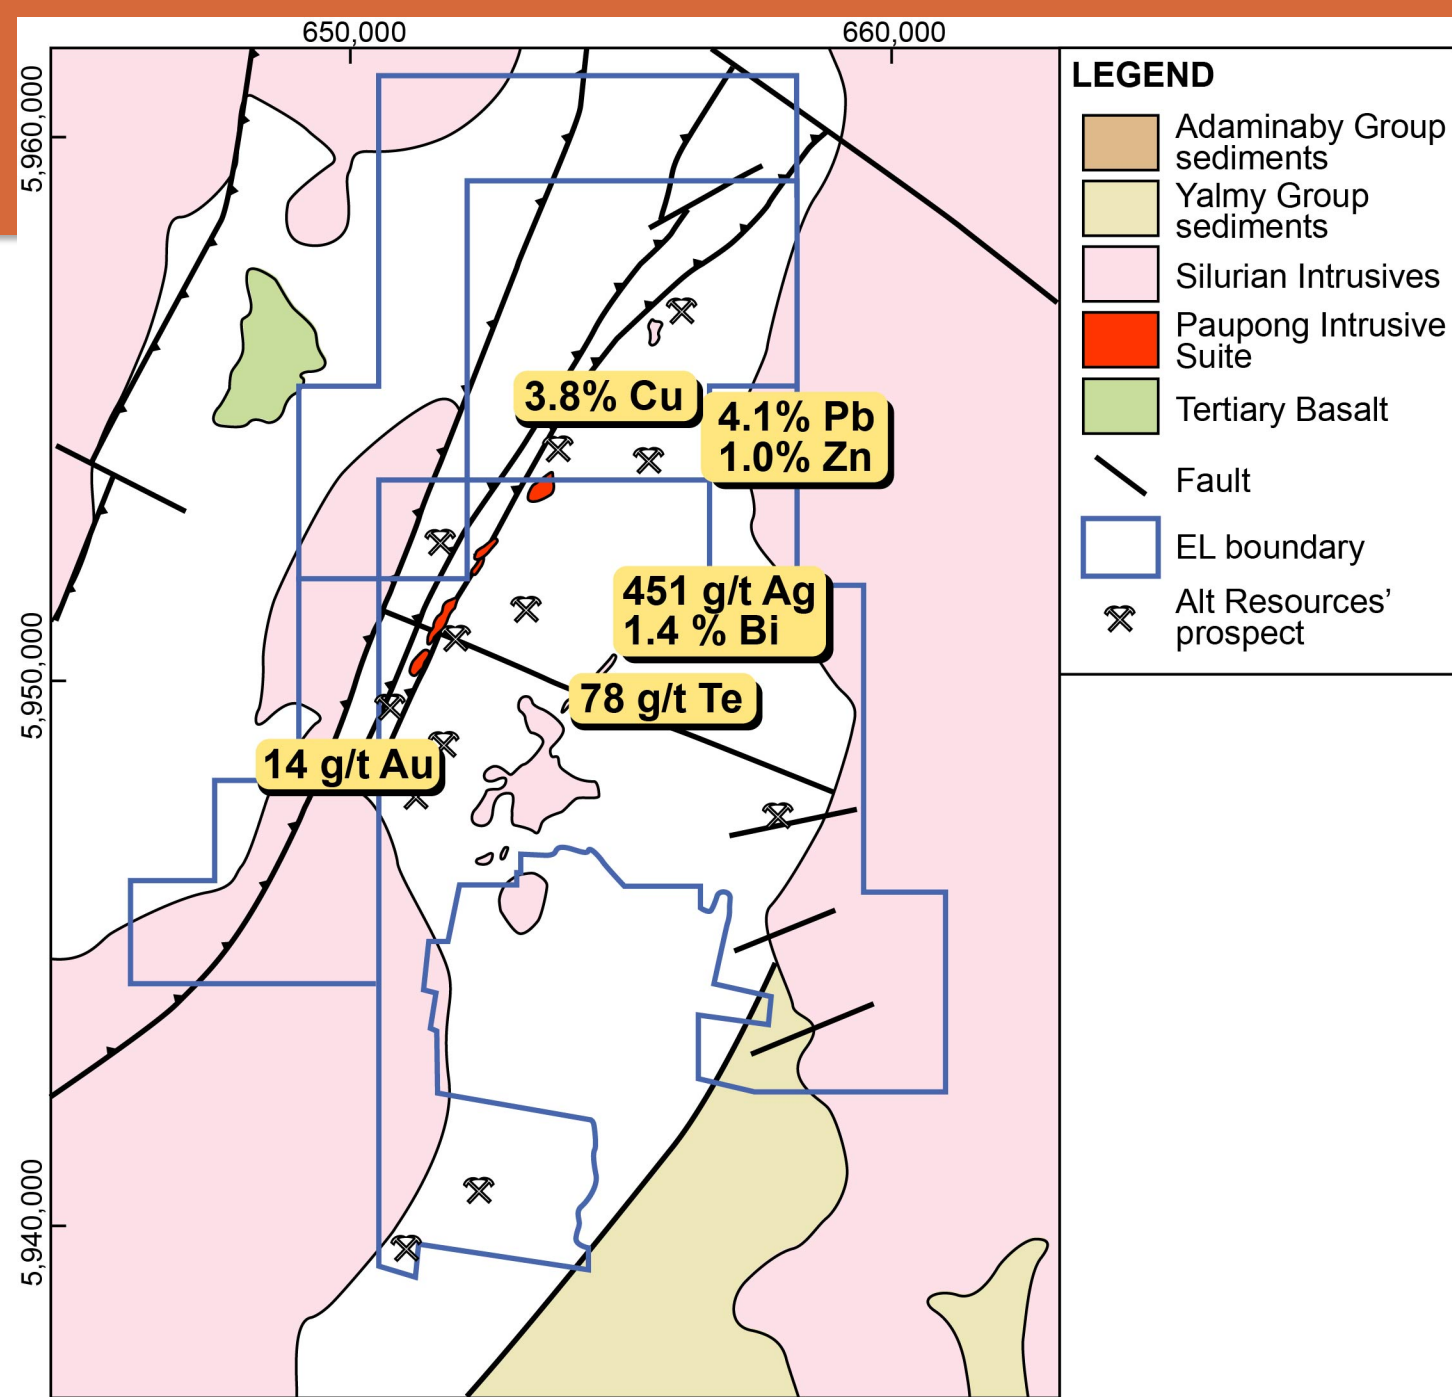 650,000
660,000
5,960,000
5,950,000
5,940,000
3.8% Cu
4.1% Pb
1.0% Zn
451 g/t Ag
1.4 % Bi
78 g/t Te
14 g/t Au
LEGEND
Adaminaby Group
sediments
Yalmy Group
sediments
Silurian Intrusives
Paupong Intrusive
Suite
Tertiary Basalt
Fault
EL boundary
Alt Resources’
prospect